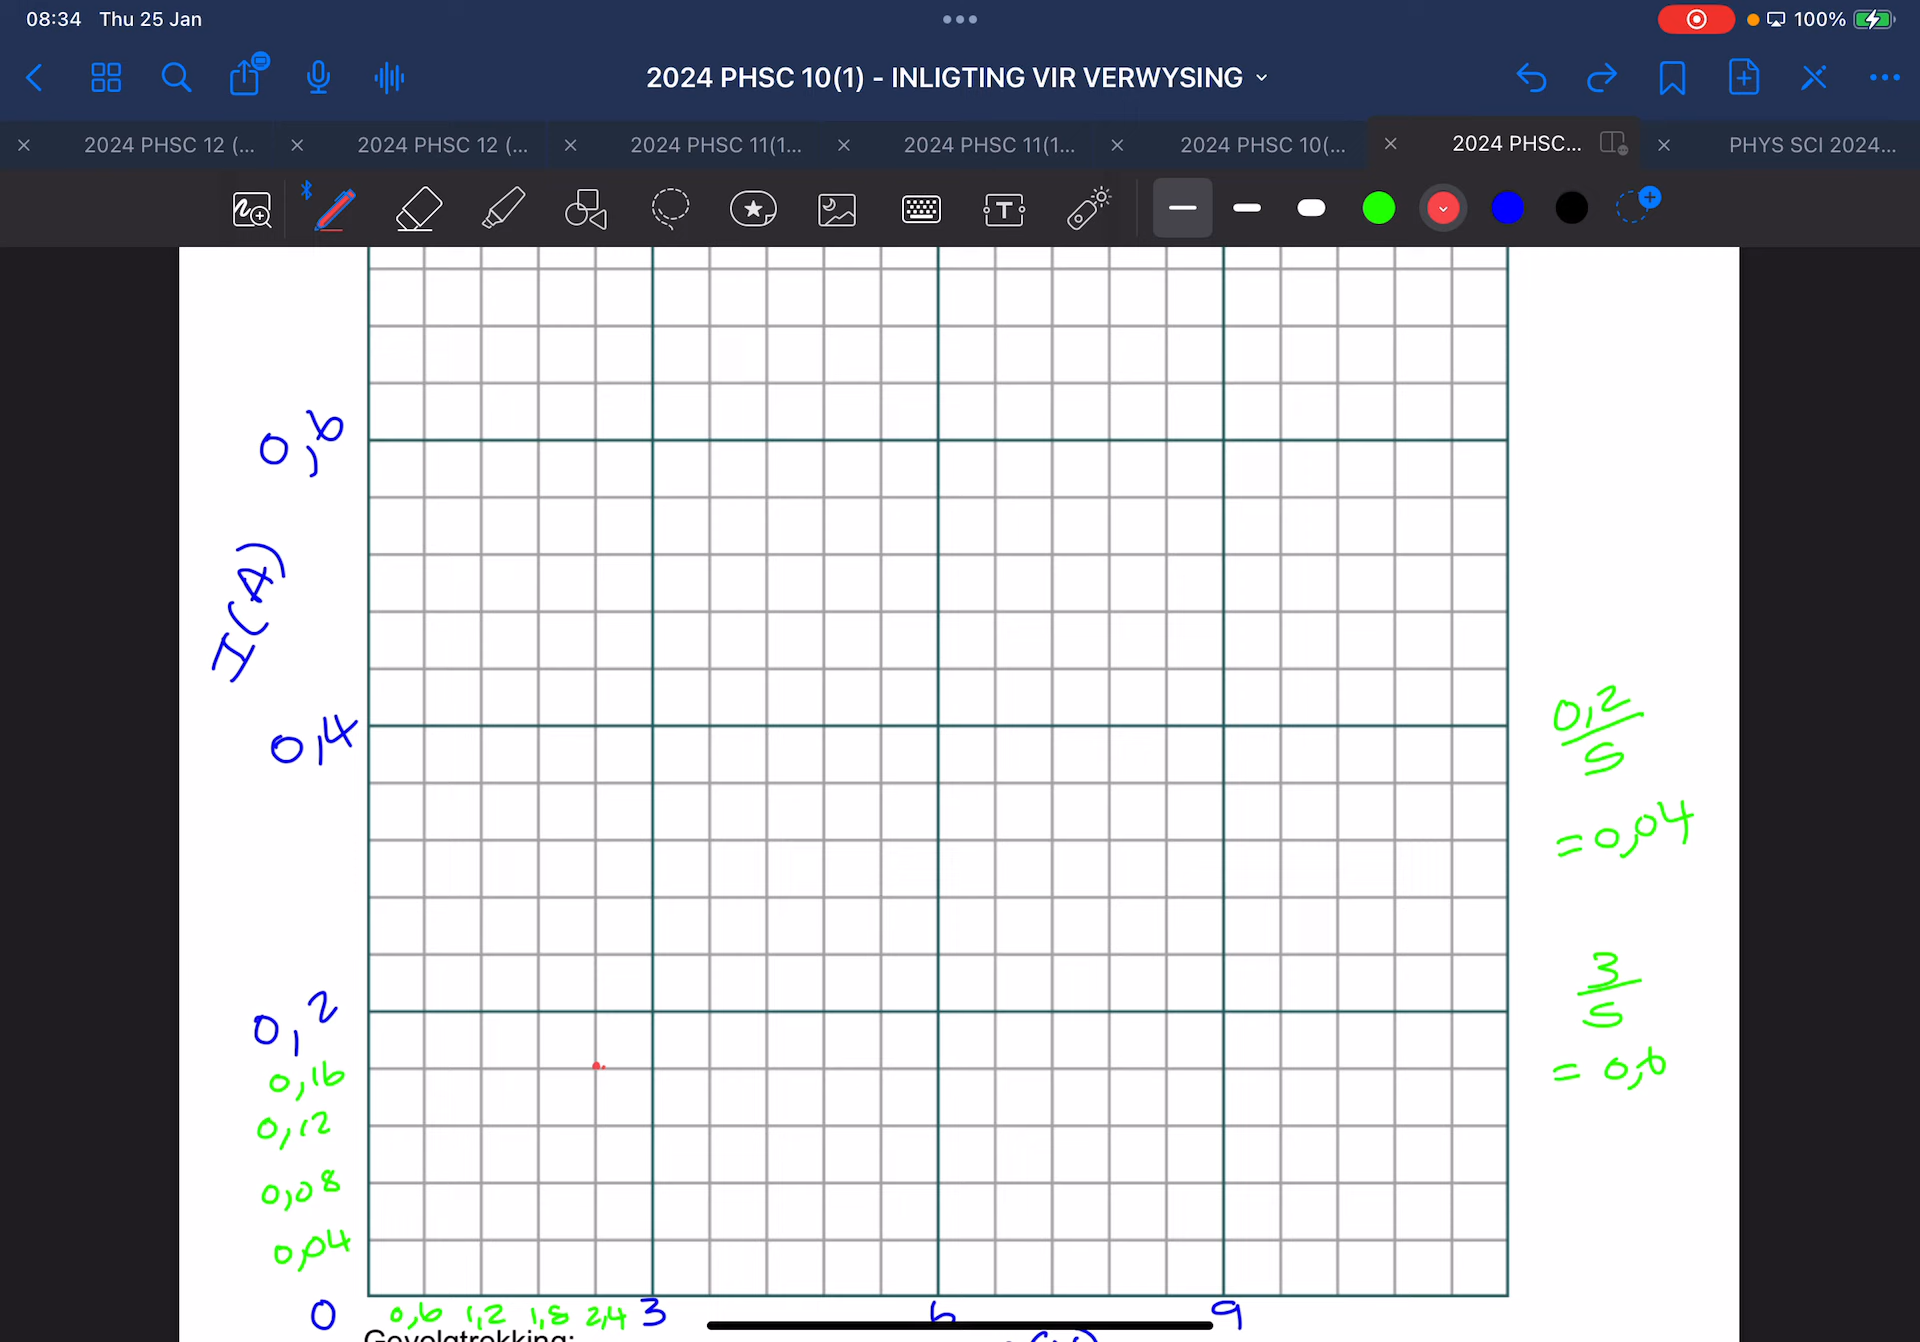 08:34 Thu 25 Jan
100%
2024 PHSC 10(1) - INLIGTING VIR VERWYSING
2024 PHSC 12 (...
2024 PHSC 12 (...
2024 PHSC 11(1...
2024 PHSC 11(1...
2024 PHSC 10(...
2024 PHSC...
PHYS SCI 2024...
T
0,6
I(A)
0,4
0,2
0,16
0,12
0,08
0,04
0
0,2
5
=0,04
3
5
= 0,6
0,6 1,2 1,8 2,4 3 6 9
Gevolgtrekking: